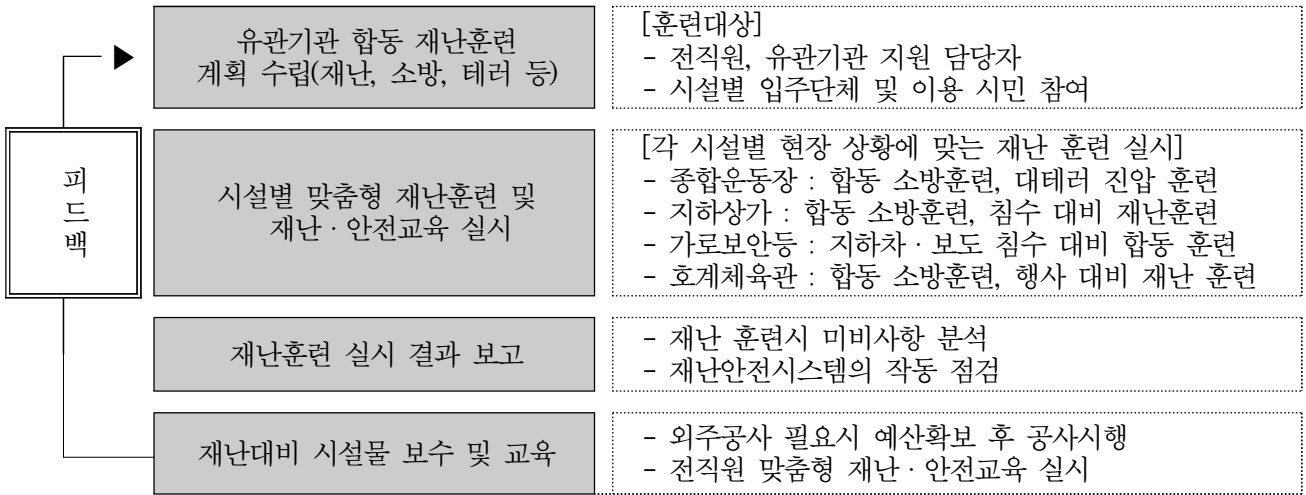 유관기관 합동 재난훈련
계획 수립(재난, 소방, 테러 등)
[훈련대상]
- 전직원, 유관기관 지원 담당자
- 시설별 입주단체 및 이용 시민 참여
피
드
백
시설별 맞춤형 재난훈련 및
재난 · 안전교육 실시
[각 시설별 현장 상황에 맞는 재난 훈련 실시]
- 종합운동장 : 합동 소방훈련, 대테러 진압 훈련
- 지하상가 : 합동 소방훈련, 침수 대비 재난훈련
- 가로보안등 : 지하차 · 보도 침수 대비 합동 훈련
- 호계체육관 : 합동 소방훈련, 행사 대비 재난 훈련
재난훈련 실시 결과 보고
- 재난 훈련시 미비사항 분석
- 재난안전시스템의 작동 점검
재난대비 시설물 보수 및 교육
- 외주공사 필요시 예산확보 후 공사시행
- 전직원 맞춤형 재난 · 안전교육 실시